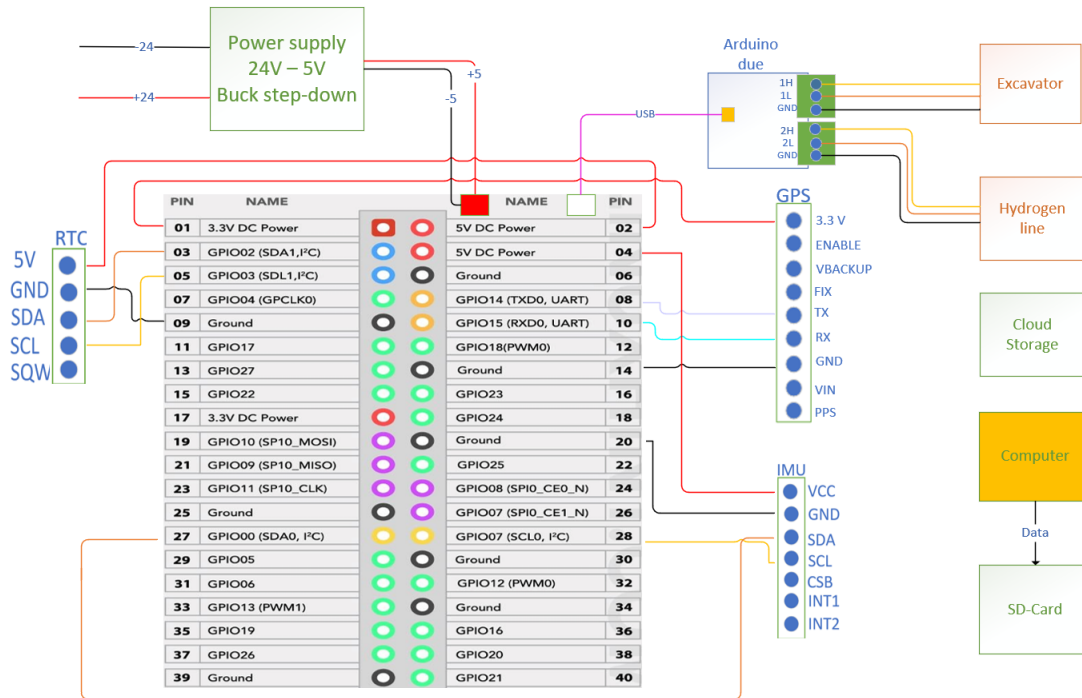 Power supply
24V – 5V
Buck step-down
-24
+24
+5
-5
Arduino
due
1H
1L
GND
2H
2L
GND
USB
Excavator
Hydrogen
line
Cloud
Storage
Computer
Data
SD-Card
RTC
5V
GND
SDA
SCL
SQW
GPS
3.3 V
ENABLE
VBACKUP
FIX
TX
RX
GND
VIN
PPS
IMU
VCC
GND
SDA
SCL
CSB
INT1
INT2
PIN NAME NAME PIN
01 3.3V DC Power 5V DC Power 02
03 GPIO02 (SDA1,I²C) 5V DC Power 04
05 GPIO03 (SDL1,I²C) Ground 06
07 GPIO04 (GPCLK0) GPIO14 (TXD0, UART) 08
09 Ground GPIO15 (RXD0, UART) 10
11 GPIO17 GPIO18(PWM0) 12
13 GPIO27 Ground 14
15 GPIO22 GPIO23 16
17 3.3V DC Power GPIO24 18
19 GPIO10 (SP10_MOSI) Ground 20
21 GPIO09 (SP10_MISO) GPIO25 22
23 GPIO11 (SP10_CLK) GPIO08 (SPI0_CE0_N) 24
25 Ground GPIO07 (SPI0_CE1_N) 26
27 GPIO00 (SDA0, I²C) GPIO07 (SCL0, I²C) 28
29 GPIO05 Ground 30
31 GPIO06 GPIO12 (PWM0) 32
33 GPIO13 (PWM1) Ground 34
35 GPIO19 GPIO16 36
37 GPIO26 GPIO20 38
39 Ground GPIO21 40